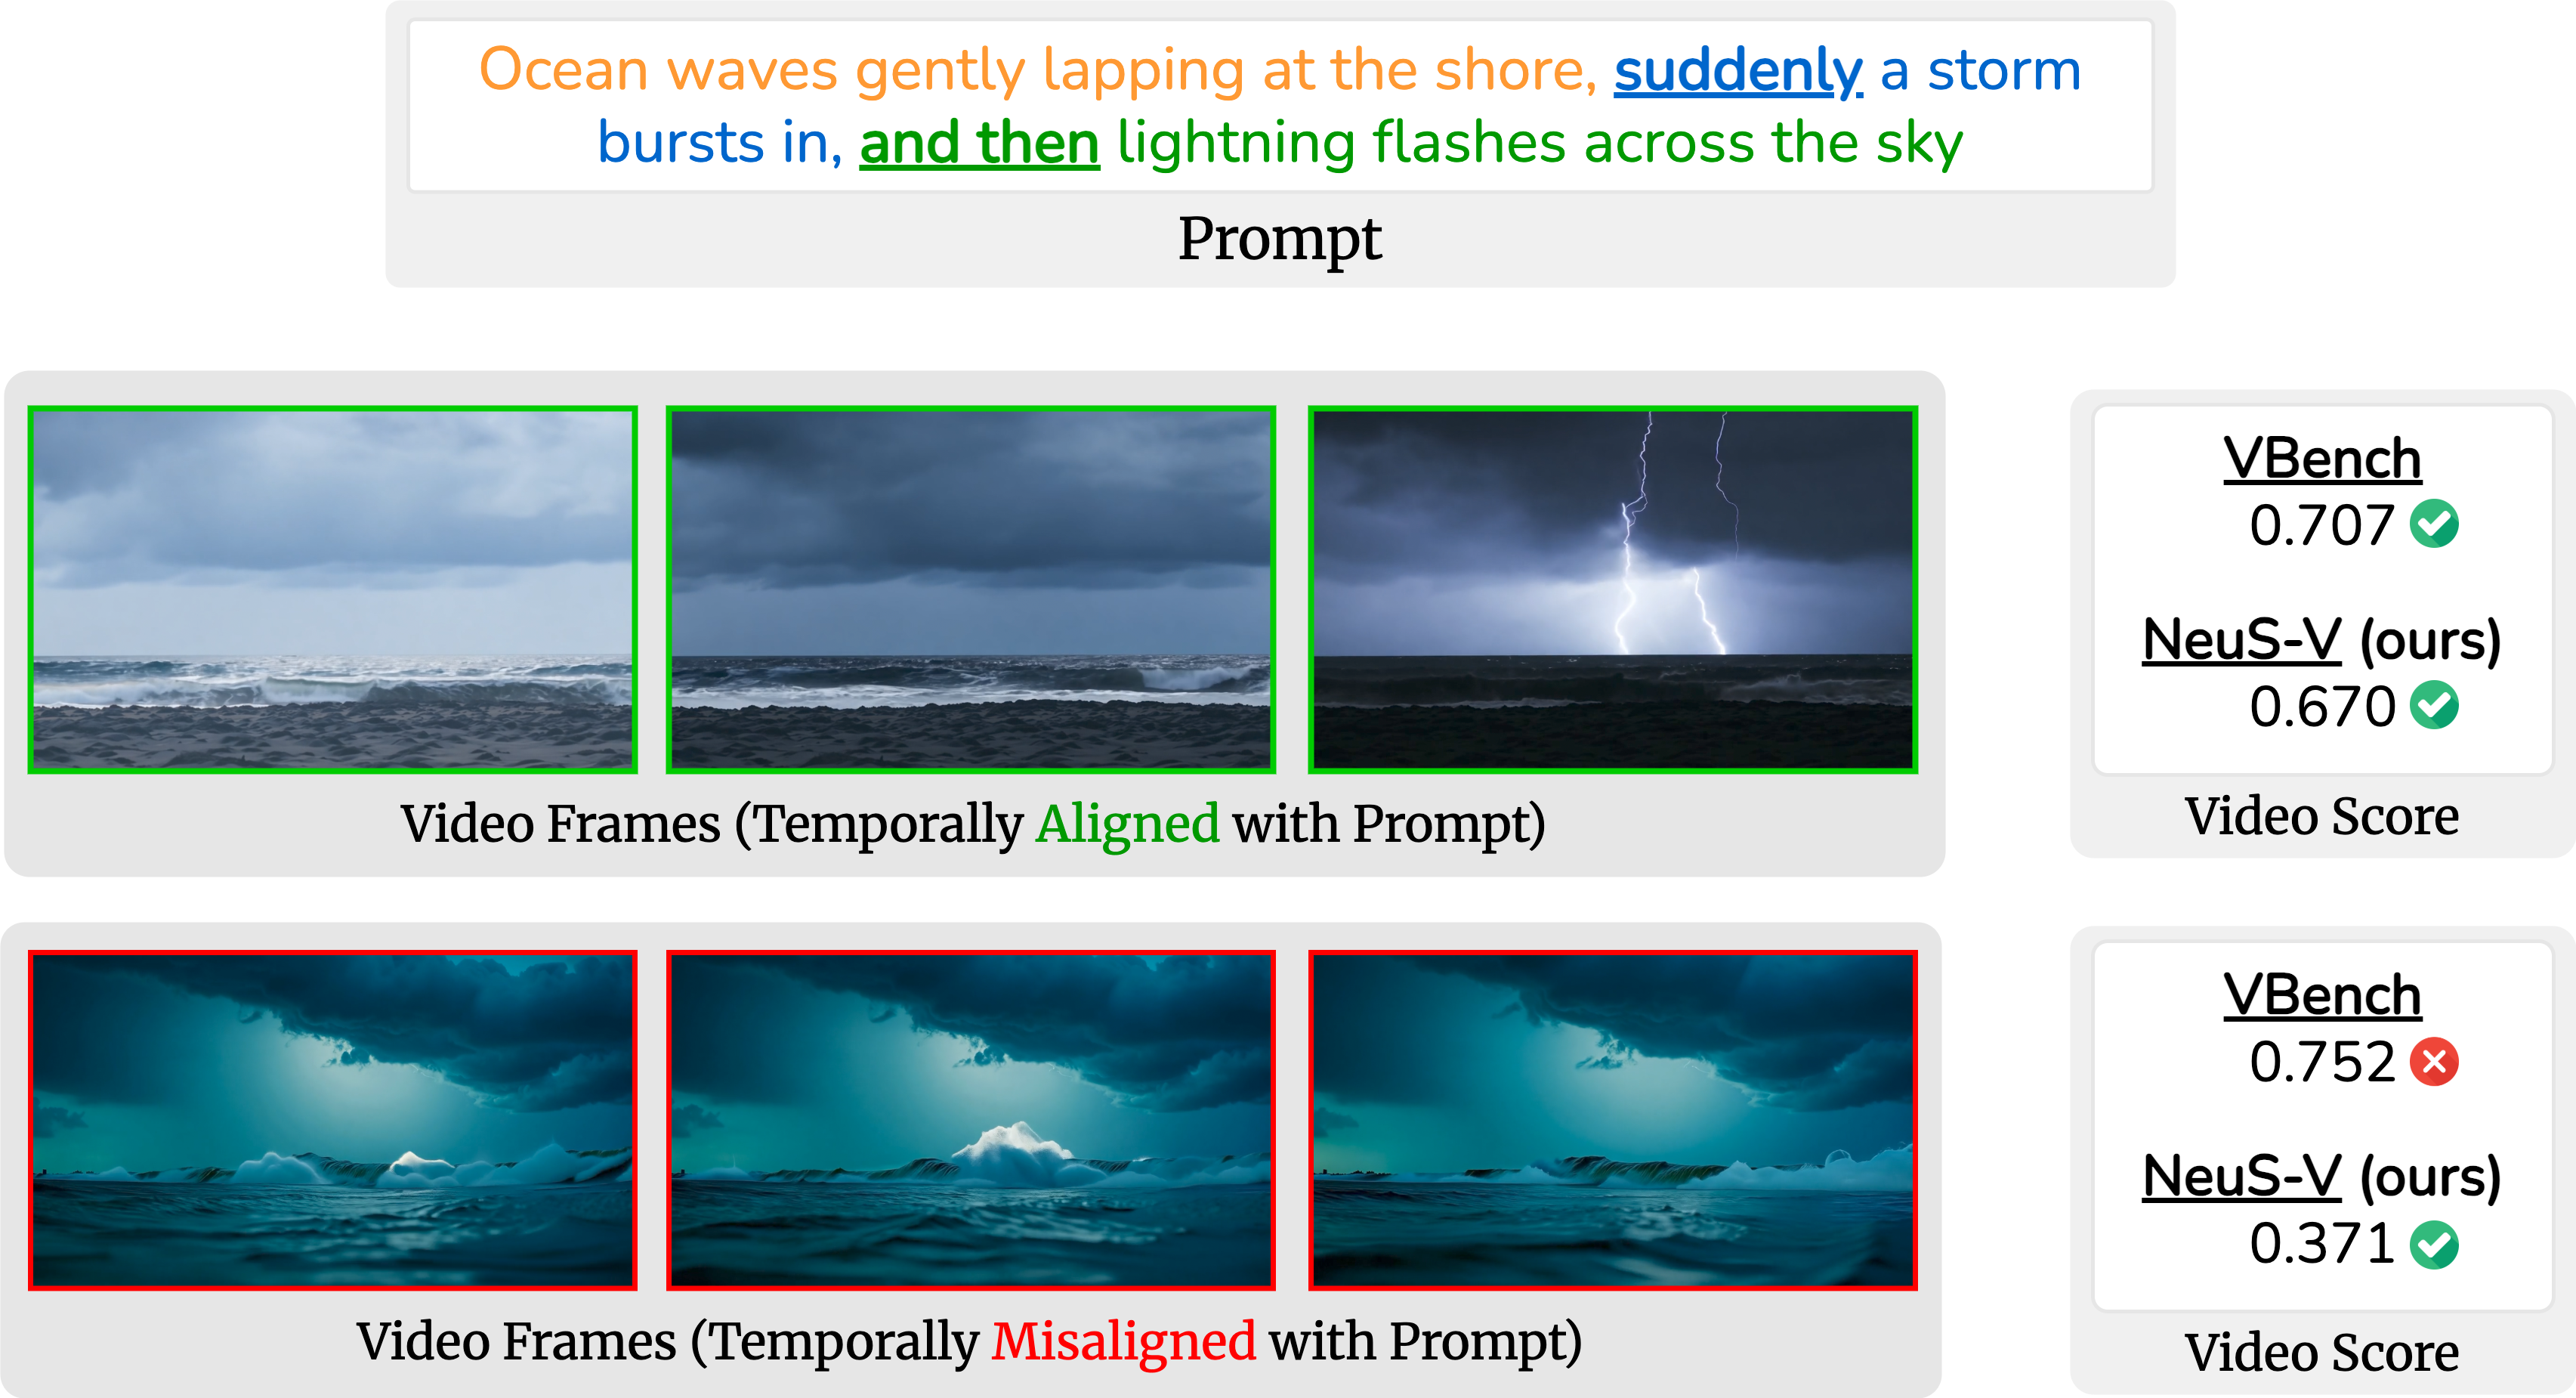 Ocean waves gently lapping at the shore, suddenly a storm
bursts in, and then lightning flashes across the sky
Prompt
VBench
0.707
NeuS-V (ours)
0.670
Video Frames (Temporally Aligned with Prompt)
Video Score
VBench
0.752
NeuS-V (ours)
0.371
Video Frames (Temporally Misaligned with Prompt)
Video Score